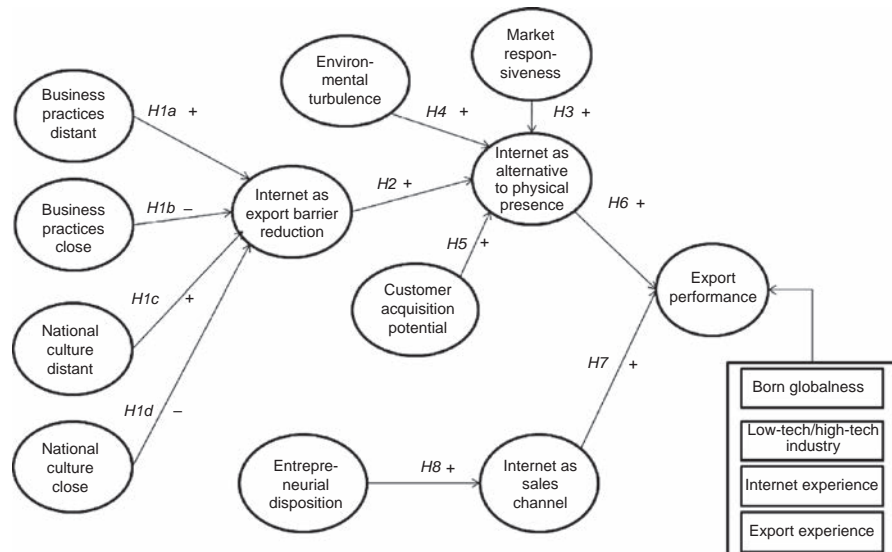 Business
practices
distant
H1a +
Business
practices
close
H1b –
National
culture
distant
H1c
+
National
culture
close
H1d –
Internet as
export barrier
reduction
H2 +
Environ-
mental
turbulence
H4 +
Market
respon-
siveness
H3 +
Internet as
alternative
to physical
presence
H5 +
Customer
acquisition
potential
H6 +
Export
performance
H7
+
Entrepre-
neurial
disposition
H8 +
Internet as
sales
channel
Born globalness
Low-tech/high-tech
industry
Internet experience
Export experience